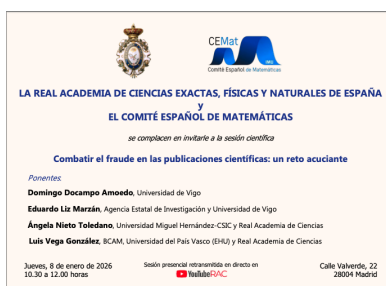 CEMat
IMU
Comité Español de Matemáticas
LA REAL ACADEMIA DE CIENCIAS EXACTAS, FÍSICAS Y NATURALES DE ESPAÑA
y
EL COMITÉ ESPAÑOL DE MATEMÁTICAS
se complacen en invitarle a la sesión científica
Combatir el fraude en las publicaciones científicas: un reto acuciante
Ponentes.
Domingo Docampo Amoedo, Universidad de Vigo
Eduardo Liz Marzán, Agencia Estatal de Investigación y Universidad de Vigo
Ángela Nieto Toledano, Universidad Miguel Hernández-CSIC y Real Academia de Ciencias
Luis Vega González, BCAM, Universidad del País Vasco (EHU) y Real Academia de Ciencias
Jueves, 8 de enero de 2026
10.30 a 12.00 horas
Sesión presencial retransmitida en directo en
YouTubeRAC
Calle Valverde, 22
28004 Madrid